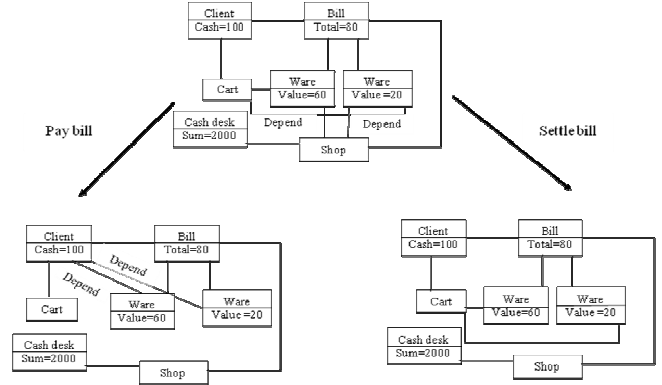 Client
Cash=100
Bill
Total=80
Cart
Ware
Value=60
Ware
Value =20
Cash desk
Sum=2000
Depend
Depend
Shop
Pay bill
Settle bill
Client
Cash=100
Bill
Total=80
Depend
Depend
Cart
Ware
Value=60
Ware
Value =20
Cash desk
Sum=2000
Shop
Client
Cash=100
Bill
Total=80
Cart
Ware
Value=60
Ware
Value=20
Cash desk
Sum=2000
Shop